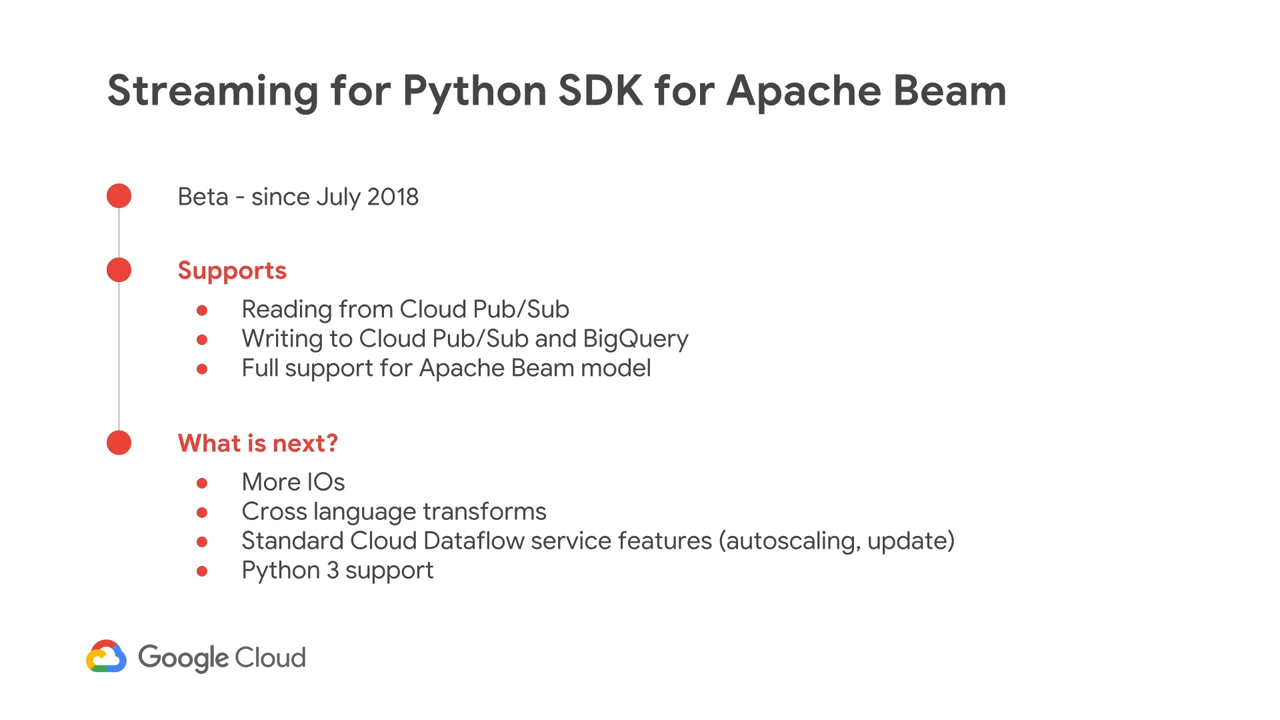 Streaming for Python SDK for Apache Beam
Beta - since July 2018
Supports
● Reading from Cloud Pub/Sub
● Writing to Cloud Pub/Sub and BigQuery
● Full support for Apache Beam model
What is next?
● More IOs
● Cross language transforms
● Standard Cloud Dataflow service features (autoscaling, update)
● Python 3 support
Google Cloud